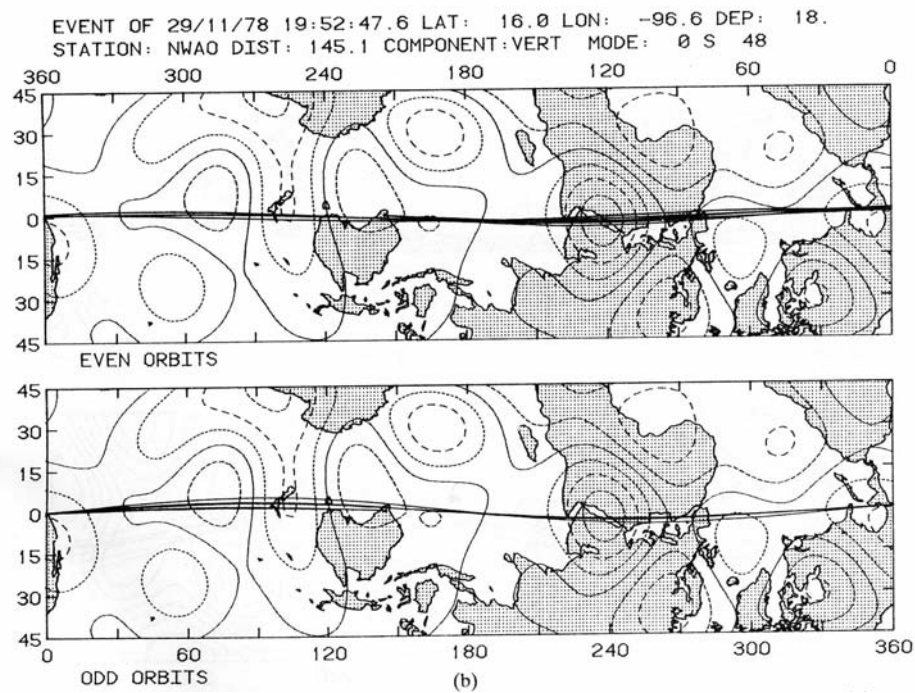 EVENT OF 29/11/78 19:52:47.6 LAT: 16.0 LON: -96.6 DEP: 18.
STATION: NWAO DIST: 145.1 COMPONENT:VERT MODE: 0 S 48
360 300 240 180 120 60 0
45
30
15
0
15
30
45
EVEN ORBITS
45
30
15
0
15
30
45
0 60 120 180 240 300 360
ODD ORBITS
(b)